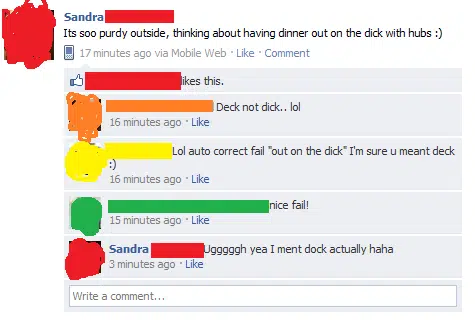 Sandra
Its soo purdy outside, thinking about having dinner out on the dick with hubs :)
17 minutes ago via Mobile Web · Like · Comment
likes this.
Deck not dick.. lol
16 minutes ago · Like
Lol auto correct fail "out on the dick" I'm sure u meant deck
:)
16 minutes ago · Like
nice fail!
15 minutes ago · Like
Sandra Ugggggh yea I ment dock actually haha
3 minutes ago · Like
Write a comment...